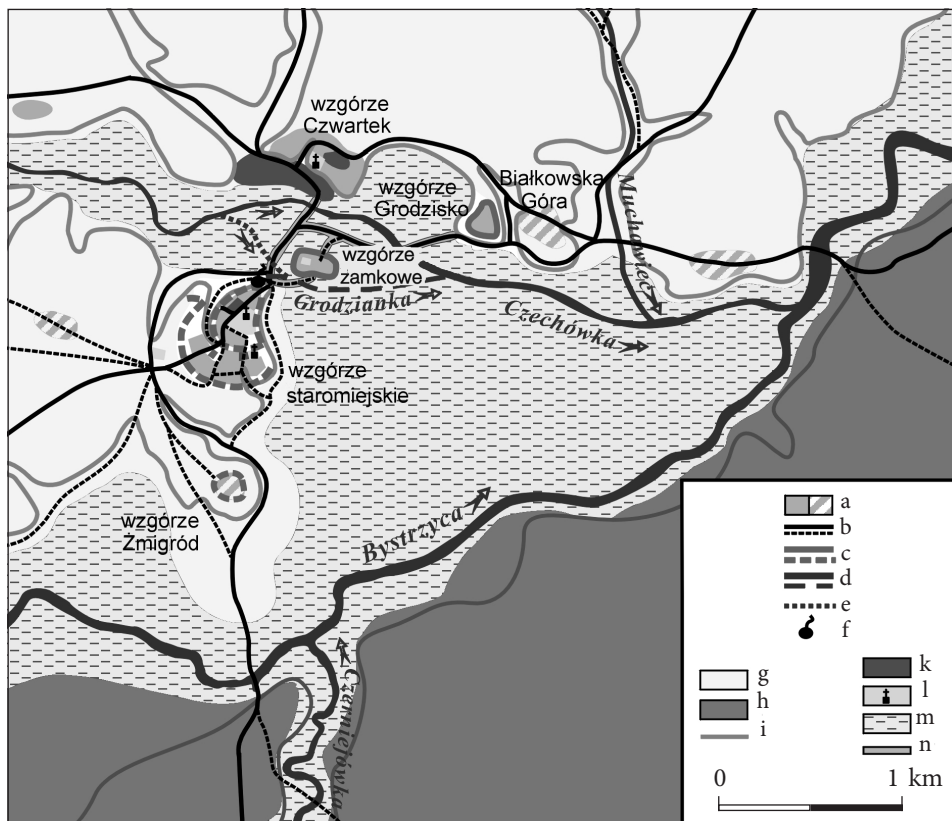 wzgórze
Czwartek
wzgórze
Grodzisko
Białkowska
Góra
Muchawiec
wzgórze
zamkowe
Grodzianka
Czechówka
wzgórze
staromiejskie
wzgórze
Żmigród
Bystrzyca
Czerniejówka
a
b
c
d
e
f
g
h
i
k
l
m
n
0 1 km